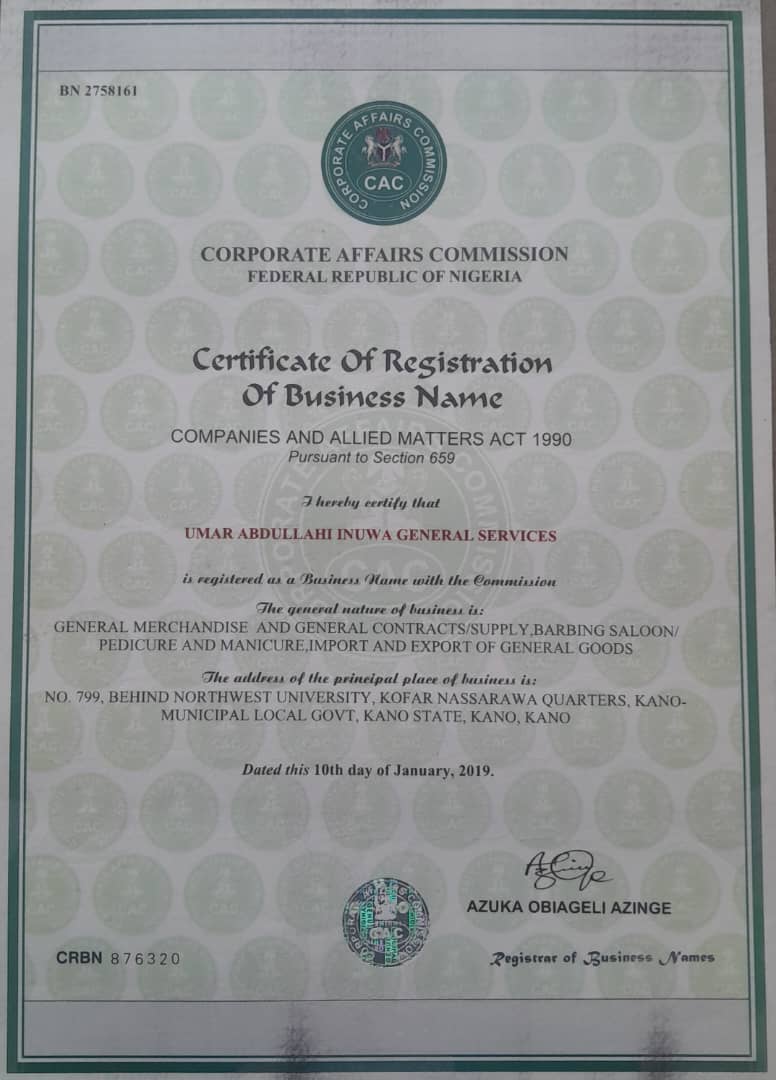 BN 2758161
CORPORATE AFFAIRS COMMISSION
CAC
CORPORATE AFFAIRS COMMISSION
FEDERAL REPUBLIC OF NIGERIA
Certificate Of Registration
Of Business Name
COMPANIES AND ALLIED MATTERS ACT 1990
Pursuant to Section 659
I hereby certify that
UMAR ABDULLAHI INUWA GENERAL SERVICES
is registered as a Business Name with the Commission
The general nature of business is:
GENERAL MERCHANDISE AND GENERAL CONTRACTS/SUPPLY,BARBING SALOON/
PEDICURE AND MANICURE,IMPORT AND EXPORT OF GENERAL GOODS
The address of the principal place of business is:
NO. 799, BEHIND NORTHWEST UNIVERSITY, KOFAR NASSARAWA QUARTERS, KANO-
MUNICIPAL LOCAL GOVT, KANO STATE, KANO, KANO
Dated this 10th day of January, 2019.
AZUKA OBIAGELI AZINGE
CAC
CRBN 876320
Registrar of Business Names